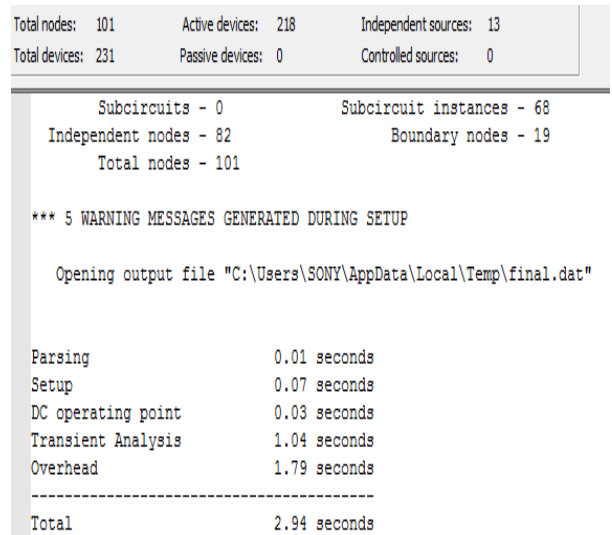 Total nodes: 101 Active devices: 218 Independent sources: 13
Total devices: 231 Passive devices: 0 Controlled sources: 0
Subcircuits - 0 Subcircuit instances - 68
Independent nodes - 82 Boundary nodes - 19
Total nodes - 101
*** 5 WARNING MESSAGES GENERATED DURING SETUP
Opening output file "C:\Users\SONY\AppData\Local\Temp\final.dat"
Parsing 0.01 seconds
Setup 0.07 seconds
DC operating point 0.03 seconds
Transient Analysis 1.04 seconds
Overhead 1.79 seconds
-----------------------------------------
Total 2.94 seconds